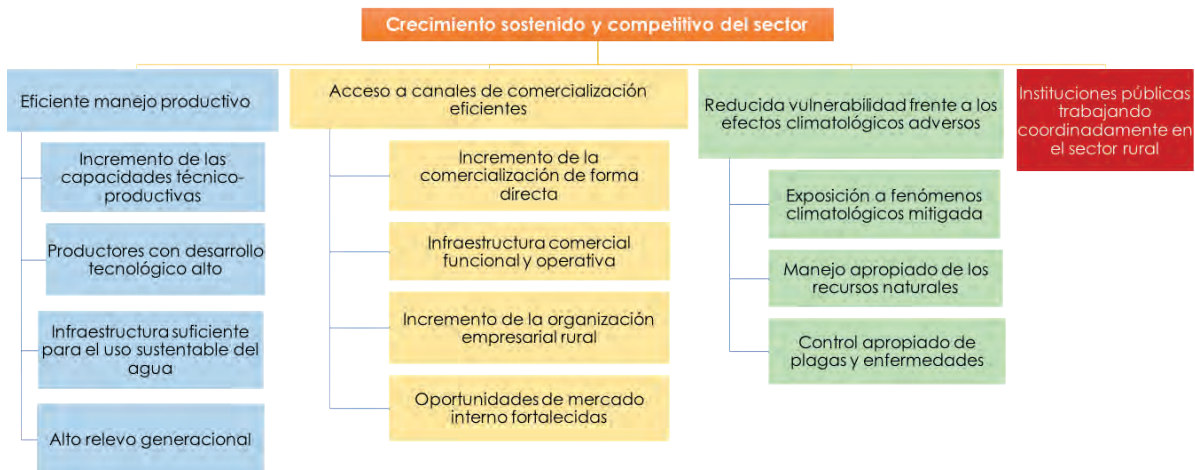 Crecimiento sostenido y competitivo del sector
Eficiente manejo productivo
Incremento de las
capacidades técnico-
productivas
Productores con desarrollo
tecnológico alto
Infraestructura suficiente
para el uso sustentable del
agua
Alto relevo generacional
Acceso a canales de comercialización
eficientes
Incremento de la
comercialización de forma
directa
Infraestructura comercial
funcional y operativa
Incremento de la organización
empresarial rural
Oportunidades de mercado
interno fortalecidas
Reducida vulnerabilidad frente a los
efectos climatológicos adversos
Exposición a fenómenos
climatológicos mitigada
Manejo apropiado de los
recursos naturales
Control apropiado de
plagas y enfermedades
Instituciones públicas
trabajando
coordinadamente en
el sector rural